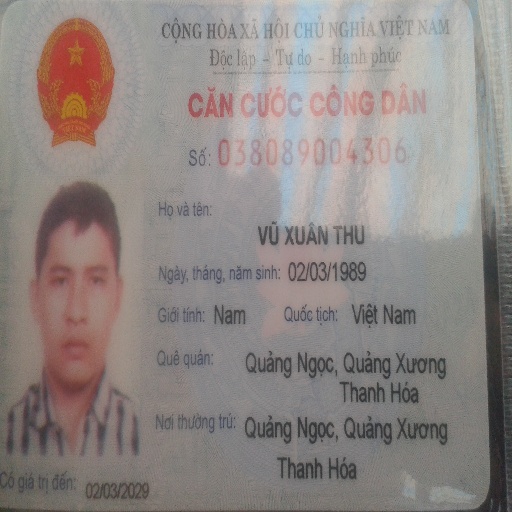 CỘNG HÒA XÃ HỘI CHỦ NGHĨA VIỆT NAM
Độc lập - Tự do - Hạnh phúc
CĂN CƯỚC CÔNG DÂN
Số: 038089004306
Họ và tên:
VŨ XUÂN THU
Ngày, tháng, năm sinh: 02/03/1989
Giới tính: Nam Quốc tịch: Việt Nam
Quê quán: Quảng Ngọc, Quảng Xương
Thanh Hóa
Nơi thường trú: Quảng Ngọc, Quảng Xương
Thanh Hóa
Có giá trị đến: 02/03/2029